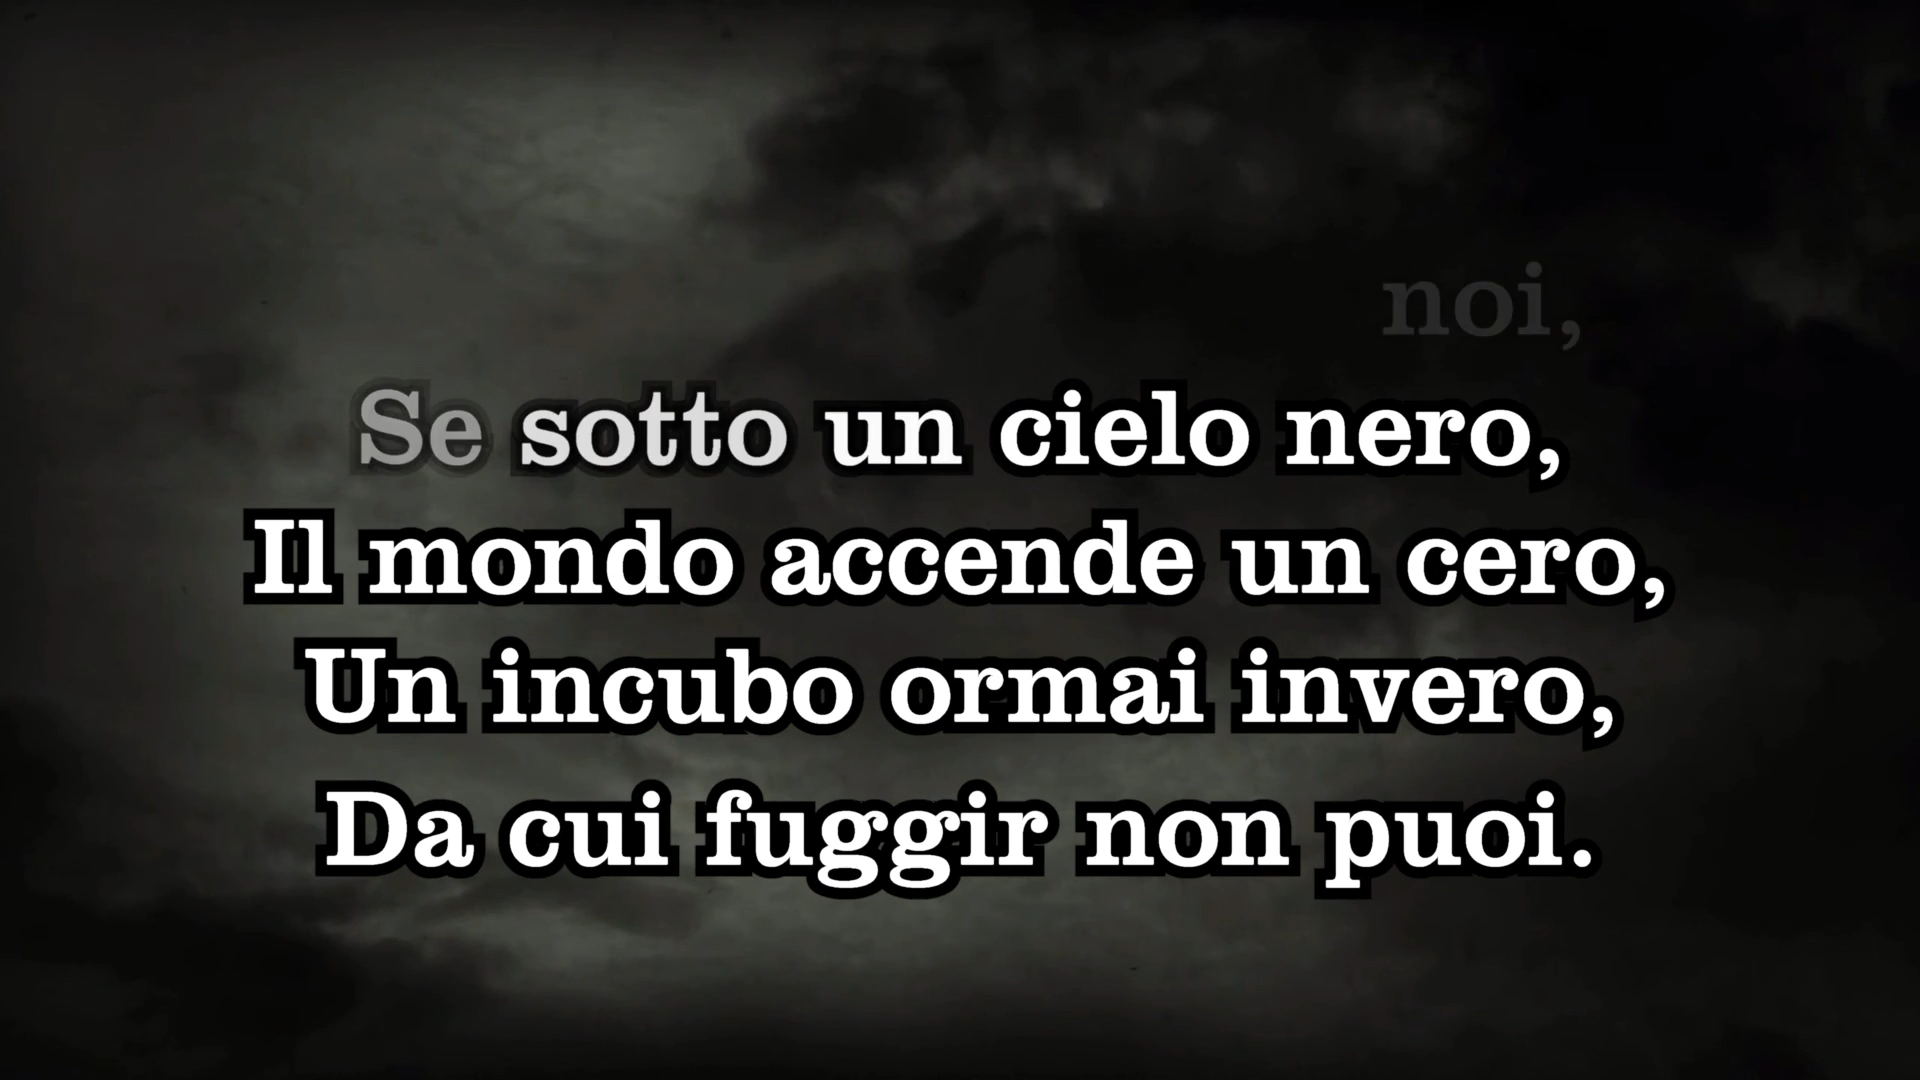 noi,
Se sotto un cielo nero,
Il mondo accende un cero,
Un incubo ormai invero,
Da cui fuggir non puoi.